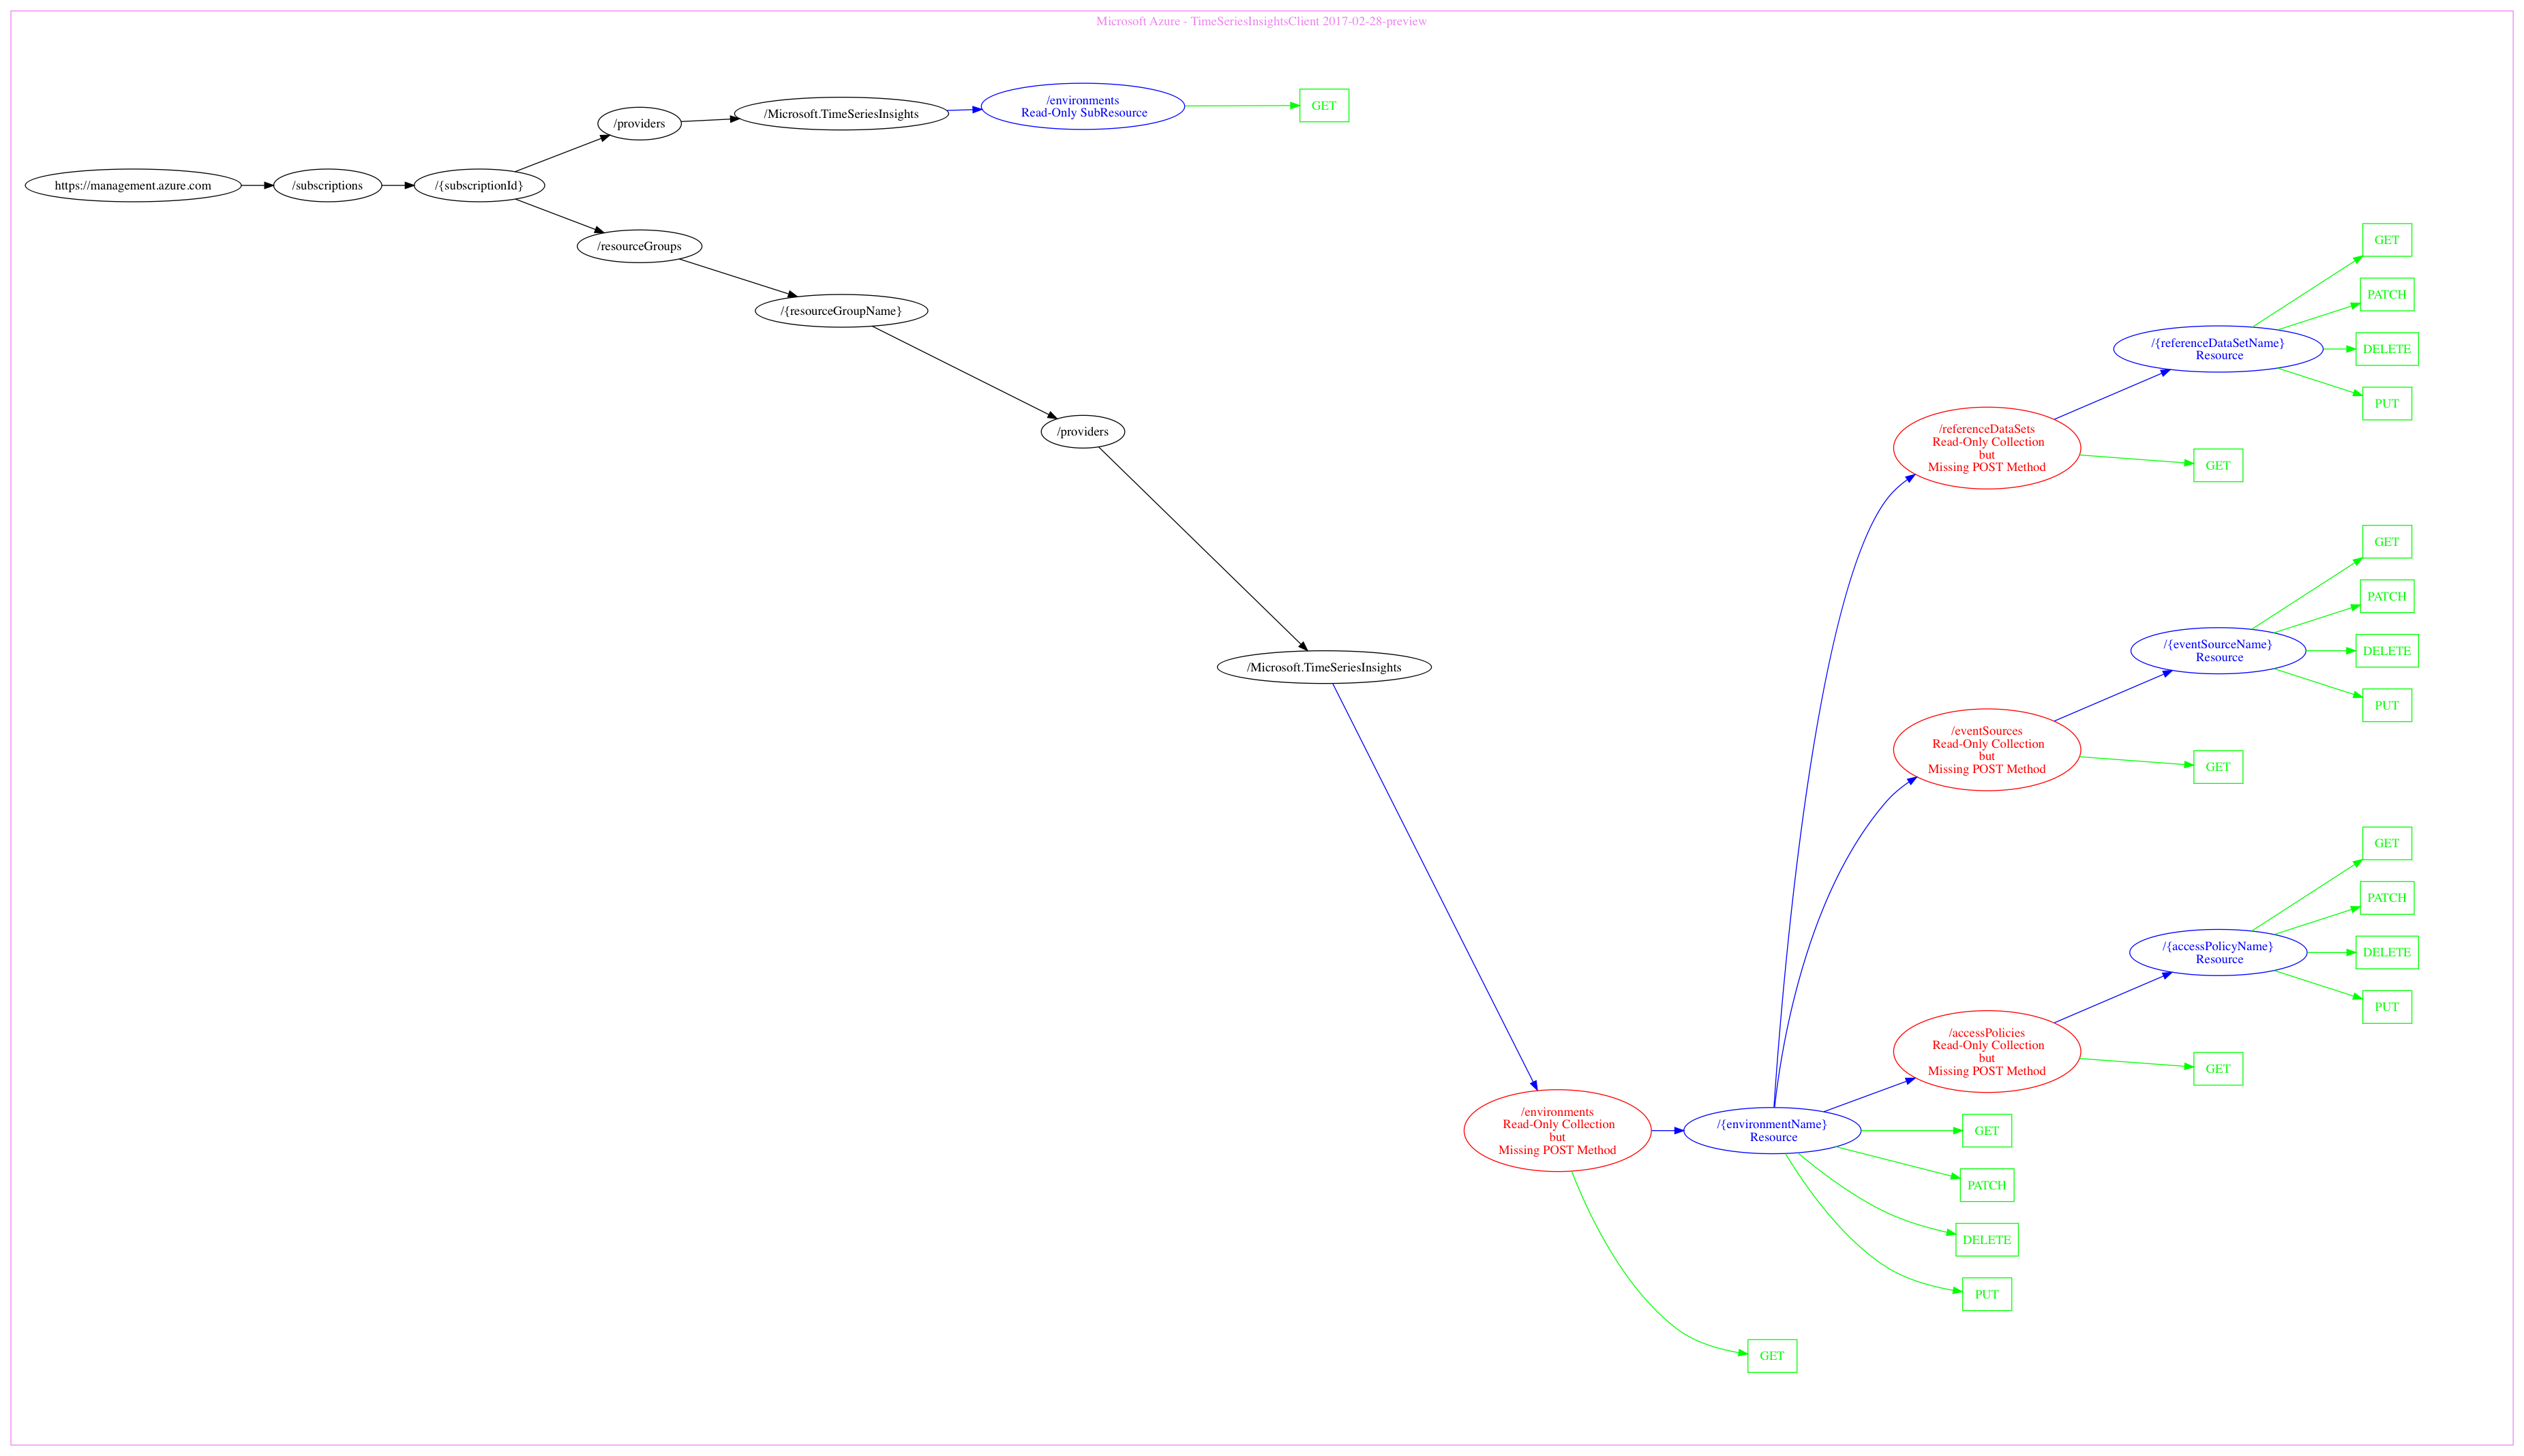 Microsoft Azure - TimeSeriesInsightsClient 2017-02-28-preview
/environments
Read-Only SubResource
GET
/providers
/Microsoft.TimeSeriesInsights
https://management.azure.com
/subscriptions
/{subscriptionId}
/resourceGroups
/{resourceGroupName}
/providers
/Microsoft.TimeSeriesInsights
GET
PATCH
/{referenceDataSetName}
Resource
DELETE
PUT
/referenceDataSets
Read-Only Collection
but
Missing POST Method
GET
GET
PATCH
/{eventSourceName}
Resource
DELETE
PUT
/eventSources
Read-Only Collection
but
Missing POST Method
GET
GET
PATCH
/{accessPolicyName}
Resource
DELETE
PUT
/accessPolicies
Read-Only Collection
but
Missing POST Method
GET
/environments
Read-Only Collection
but
Missing POST Method
/{environmentName}
Resource
GET
PATCH
DELETE
PUT
GET